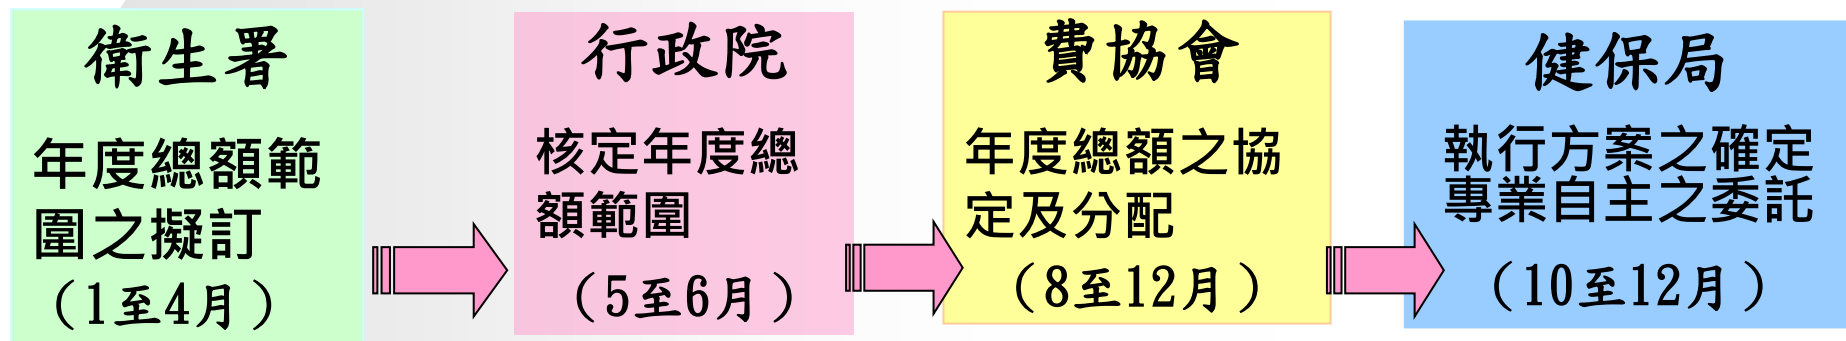 衛生署
年度總額範
圍之擬訂
（1至4月）
行政院
核定年度總
額範圍
（5至6月）
費協會
年度總額之協
定及分配
（8至12月）
健保局
執行方案之確定
專業自主之委託
（10至12月）